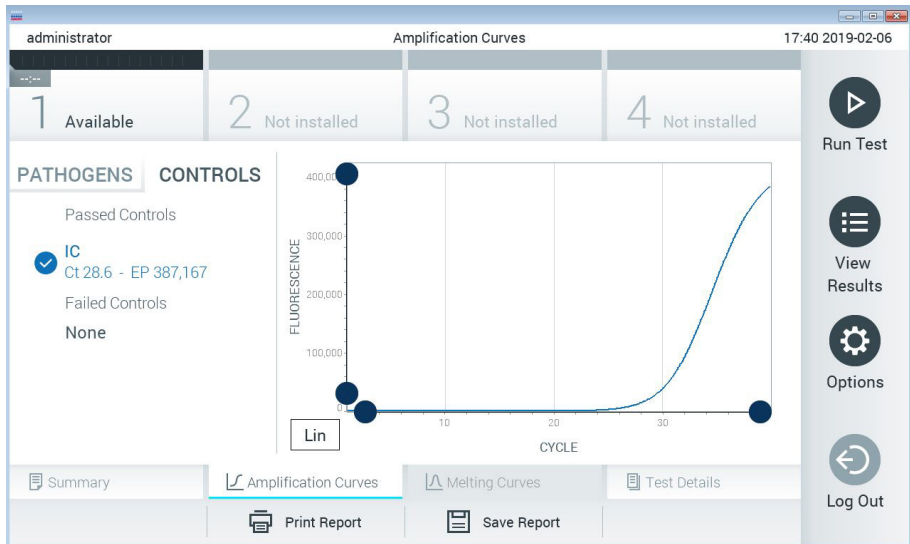 administrator
Amplification Curves
17:40 2019-02-06
--:--
1 Available
2 Not installed
3 Not installed
4 Not installed
Run Test
PATHOGENS
CONTROLS
Passed Controls
IC
Ct 28.6 - EP 387,167
Failed Controls
None
FLUORESCENCE
300,000
200,000
100,000
0
10
20
30
CYCLE
Lin
View
Results
Options
Log Out
Summary
Amplification Curves
Melting Curves
Test Details
Print Report
Save Report